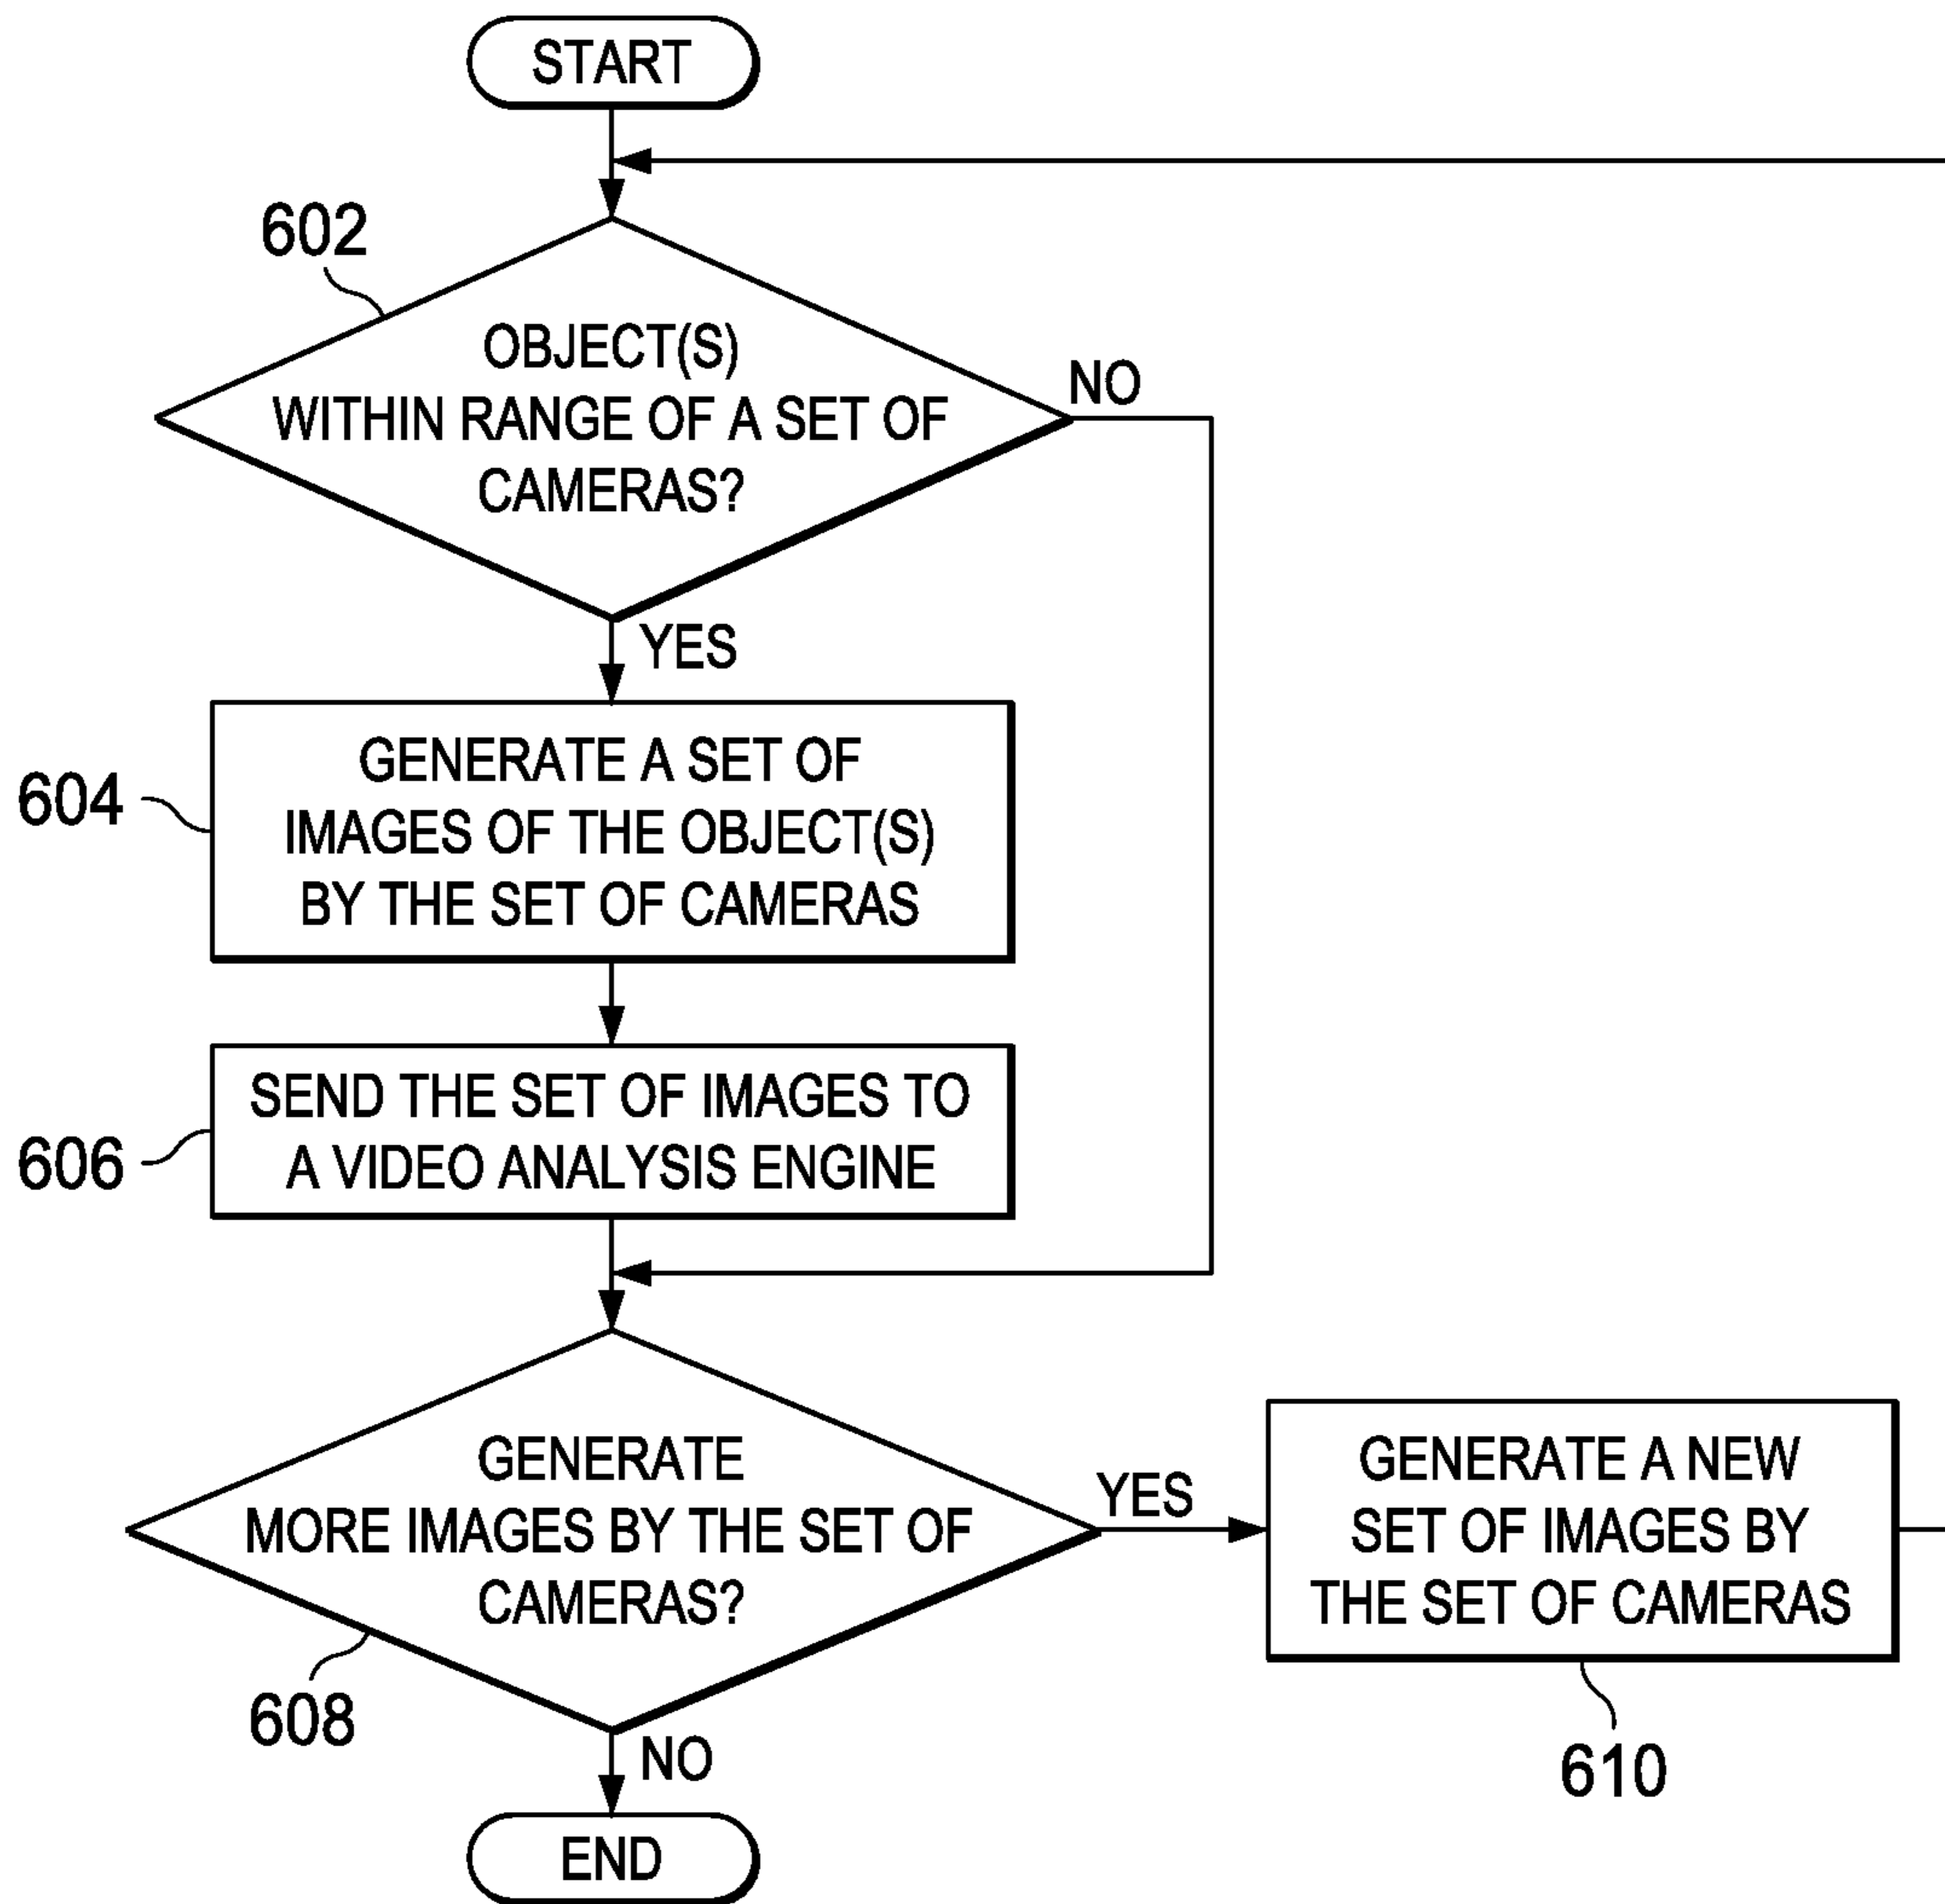 START
602
OBJECT(S)
WITHIN RANGE OF A SET OF
CAMERAS?
NO
YES
604
GENERATE A SET OF
IMAGES OF THE OBJECT(S)
BY THE SET OF CAMERAS
606
SEND THE SET OF IMAGES TO
A VIDEO ANALYSIS ENGINE
GENERATE
MORE IMAGES BY THE SET OF
CAMERAS?
YES
608
NO
GENERATE A NEW
SET OF IMAGES BY
THE SET OF CAMERAS
610
END